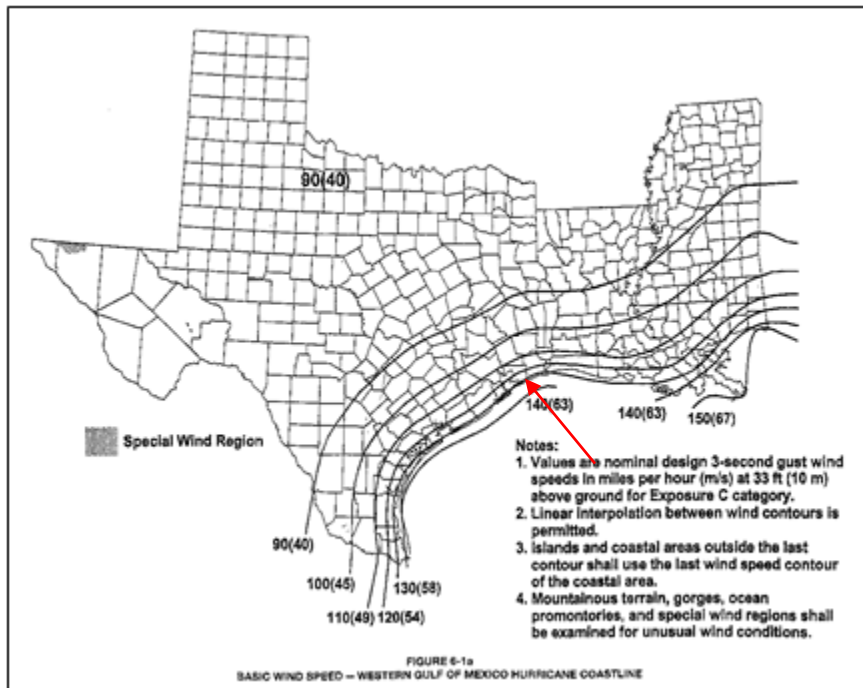 90(40)
140(63)
140(63)
150(67)
Special Wind Region
90(40)
100(45)
130(58)
110(49)
120(54)
Notes:
1. Values are nominal design 3-second gust wind
speeds in miles per hour (m/s) at 33 ft (10 m)
above ground for Exposure C category.
2. Linear interpolation between wind contours is
permitted.
3. Islands and coastal areas outside the last
contour shall use the last wind speed contour
of the coastal area.
4. Mountainous terrain, gorges, ocean
promontories, and special wind regions shall
be examined for unusual wind conditions.
FIGURE 6-1a
BASIC WIND SPEED – WESTERN GULF OF MEXICO HURRICANE COASTLINE